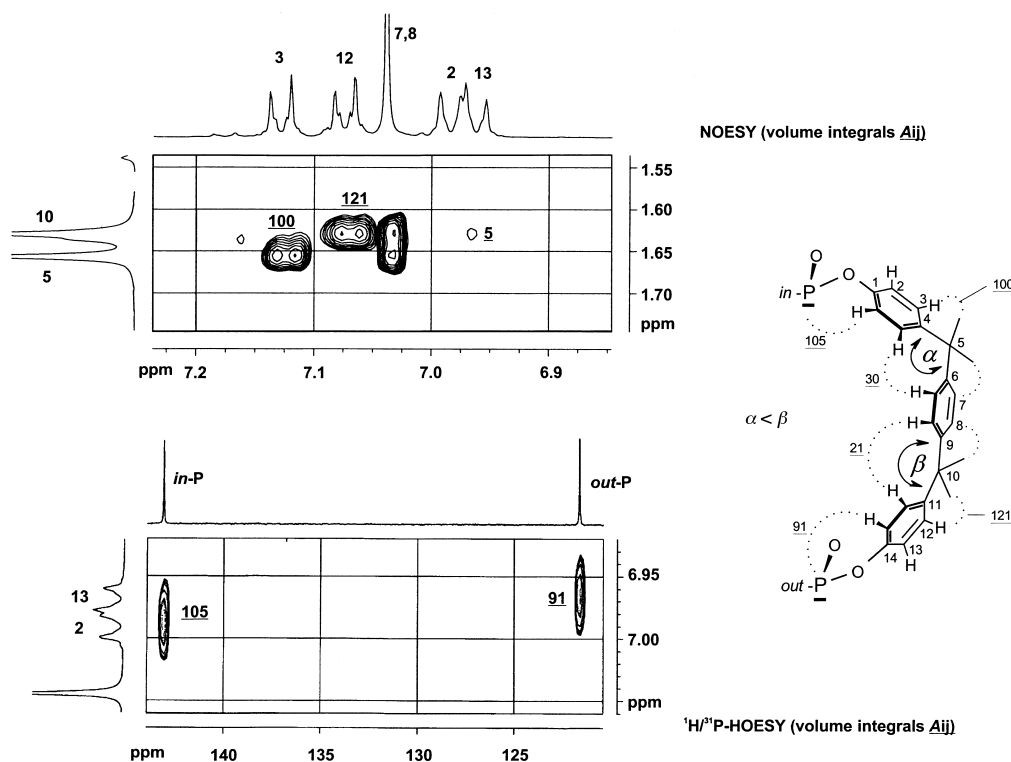 7,8
3
12
2
13
NOESY (volume integrals Aij)
10
5
100
121
5
1.55
1.60
1.65
1.70
ppm
ppm
7.2
7.1
7.0
6.9
in-P
out-P
13
2
105
91
6.95
7.00
ppm
ppm
140
135
130
125
O
in -P
O
1
H
2
3
H
100
4
H
105
H
α
5
30
6
H
7
α < β
H
8
9
21
β
10
H
11
91
H
12
H
121
O
13
14
H
out -P
O
¹H/³¹P-HOESY (volume integrals Aij)